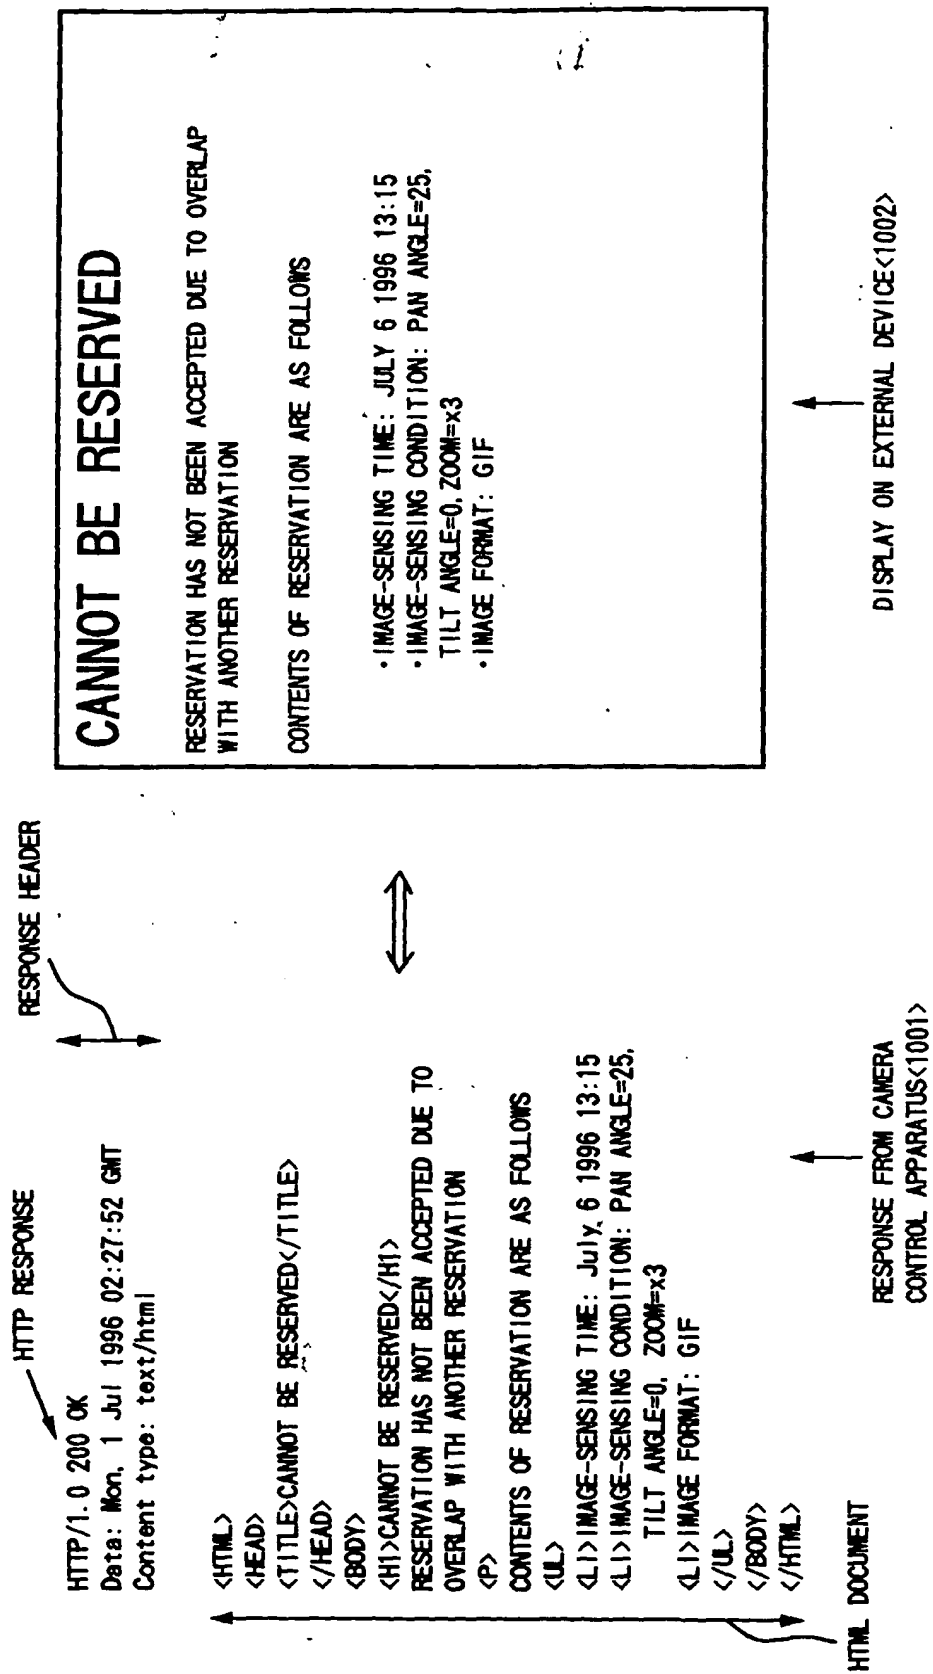 HTTP RESPONSE
RESPONSE HEADER
HTTP/1.0 200 OK
Data: Mon, 1 Jul 1996 02:27:52 GMT
Content type: text/html
<HTML>
<HEAD>
<TITLE>CANNOT BE RESERVED</TITLE>
</HEAD>
<BODY>
<H1>CANNOT BE RESERVED</H1>
RESERVATION HAS NOT BEEN ACCEPTED DUE TO
OVERLAP WITH ANOTHER RESERVATION
<P>
CONTENTS OF RESERVATION ARE AS FOLLOWS
<UL>
<LI>IMAGE-SENSING TIME: July, 6 1996 13:15
<LI>IMAGE-SENSING CONDITION: PAN ANGLE=25,
TILT ANGLE=0, ZOOM=x3
<LI>IMAGE FORMAT: GIF
</UL>
</BODY>
</HTML>
HTML DOCUMENT
RESPONSE FROM CAMERA
CONTROL APPARATUS<1001>
CANNOT BE RESERVED
RESERVATION HAS NOT BEEN ACCEPTED DUE TO OVERLAP
WITH ANOTHER RESERVATION
CONTENTS OF RESERVATION ARE AS FOLLOWS
•IMAGE-SENSING TIME: JULY 6 1996 13:15
•IMAGE-SENSING CONDITION: PAN ANGLE=25,
TILT ANGLE=0, ZOOM=x3
•IMAGE FORMAT: GIF
DISPLAY ON EXTERNAL DEVICE<1002>